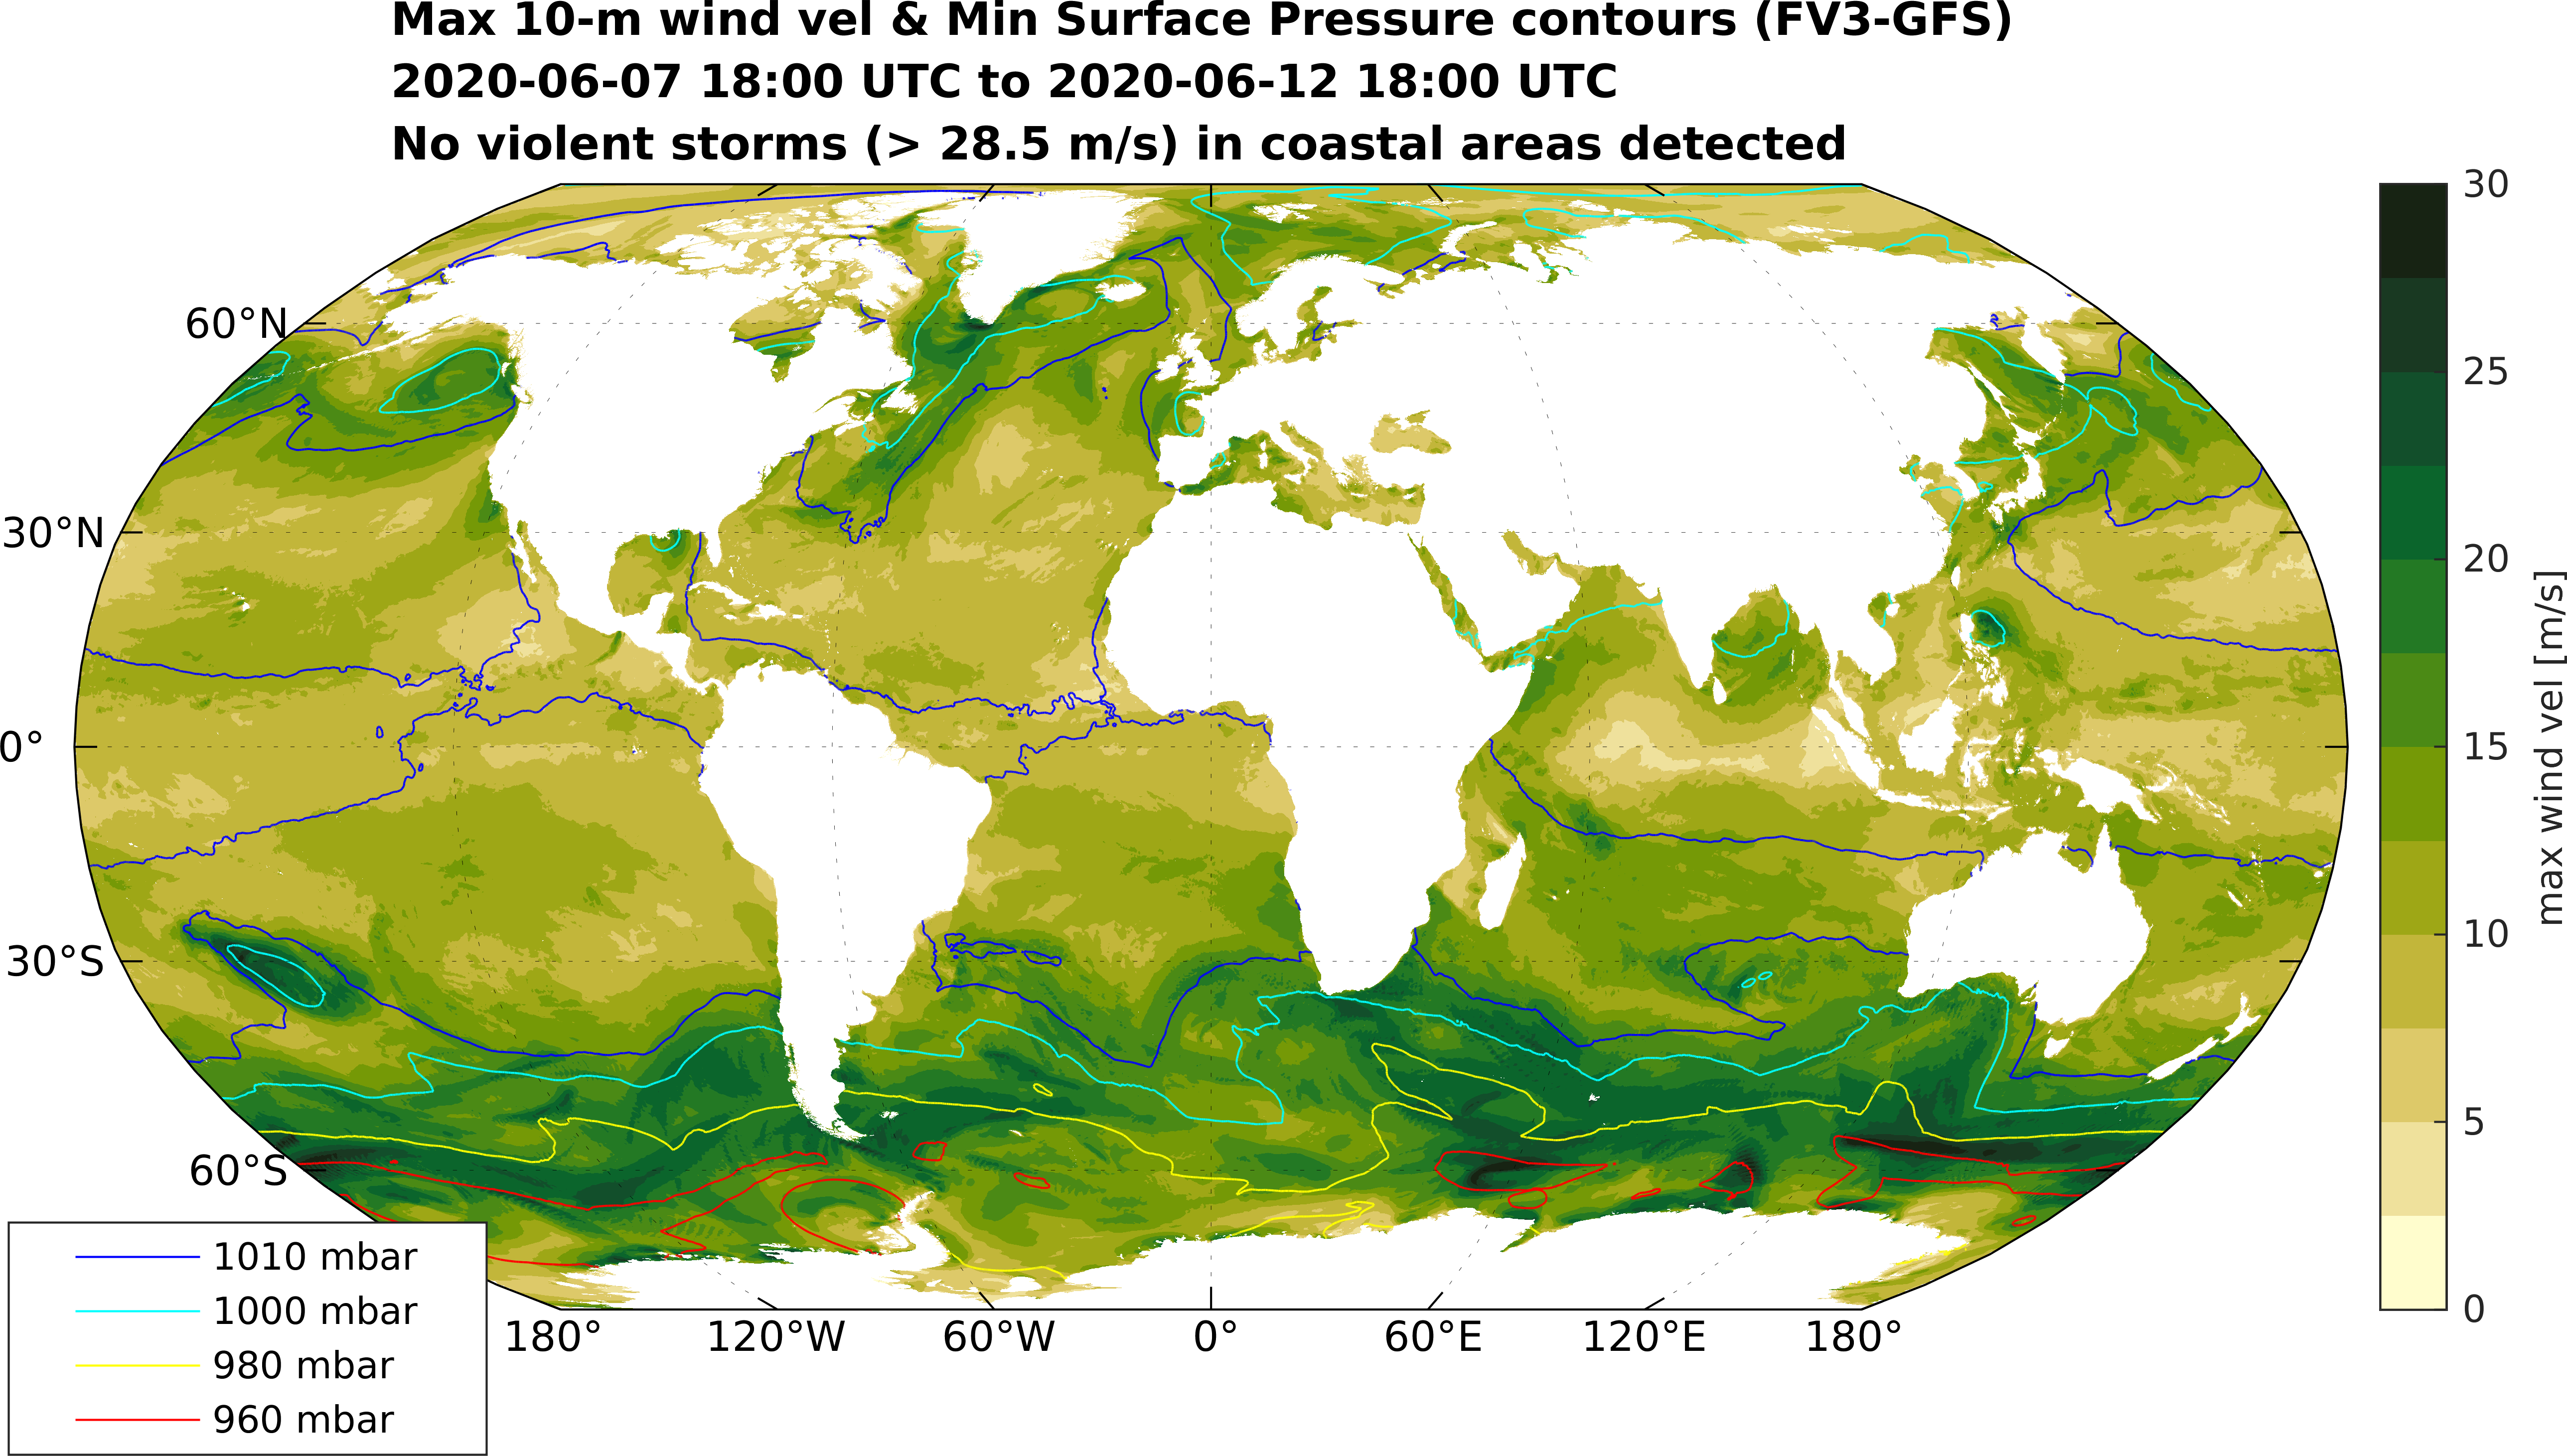 Max 10-m wind vel & Min Surface Pressure contours (FV3-GFS)
2020-06-07 18:00 UTC to 2020-06-12 18:00 UTC
No violent storms (> 28.5 m/s) in coastal areas detected
60°N
30°N
0°
30°S
60°S
180°
120°W
60°W
0°
60°E
120°E
180°
1010 mbar
1000 mbar
980 mbar
960 mbar
30
25
20
15
10
5
0
max wind vel [m/s]